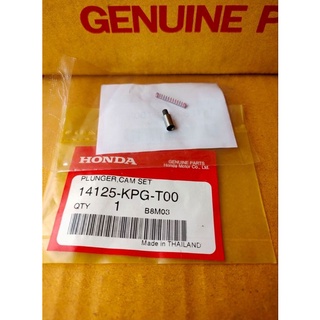 GENUINE P
HONDA
GENUINE PARTS
Honda Motor Co., Ltd.
PLUNGER,CAM SET
14125-KPG-T00
QTY 1
B8M03
Made in THAILAND